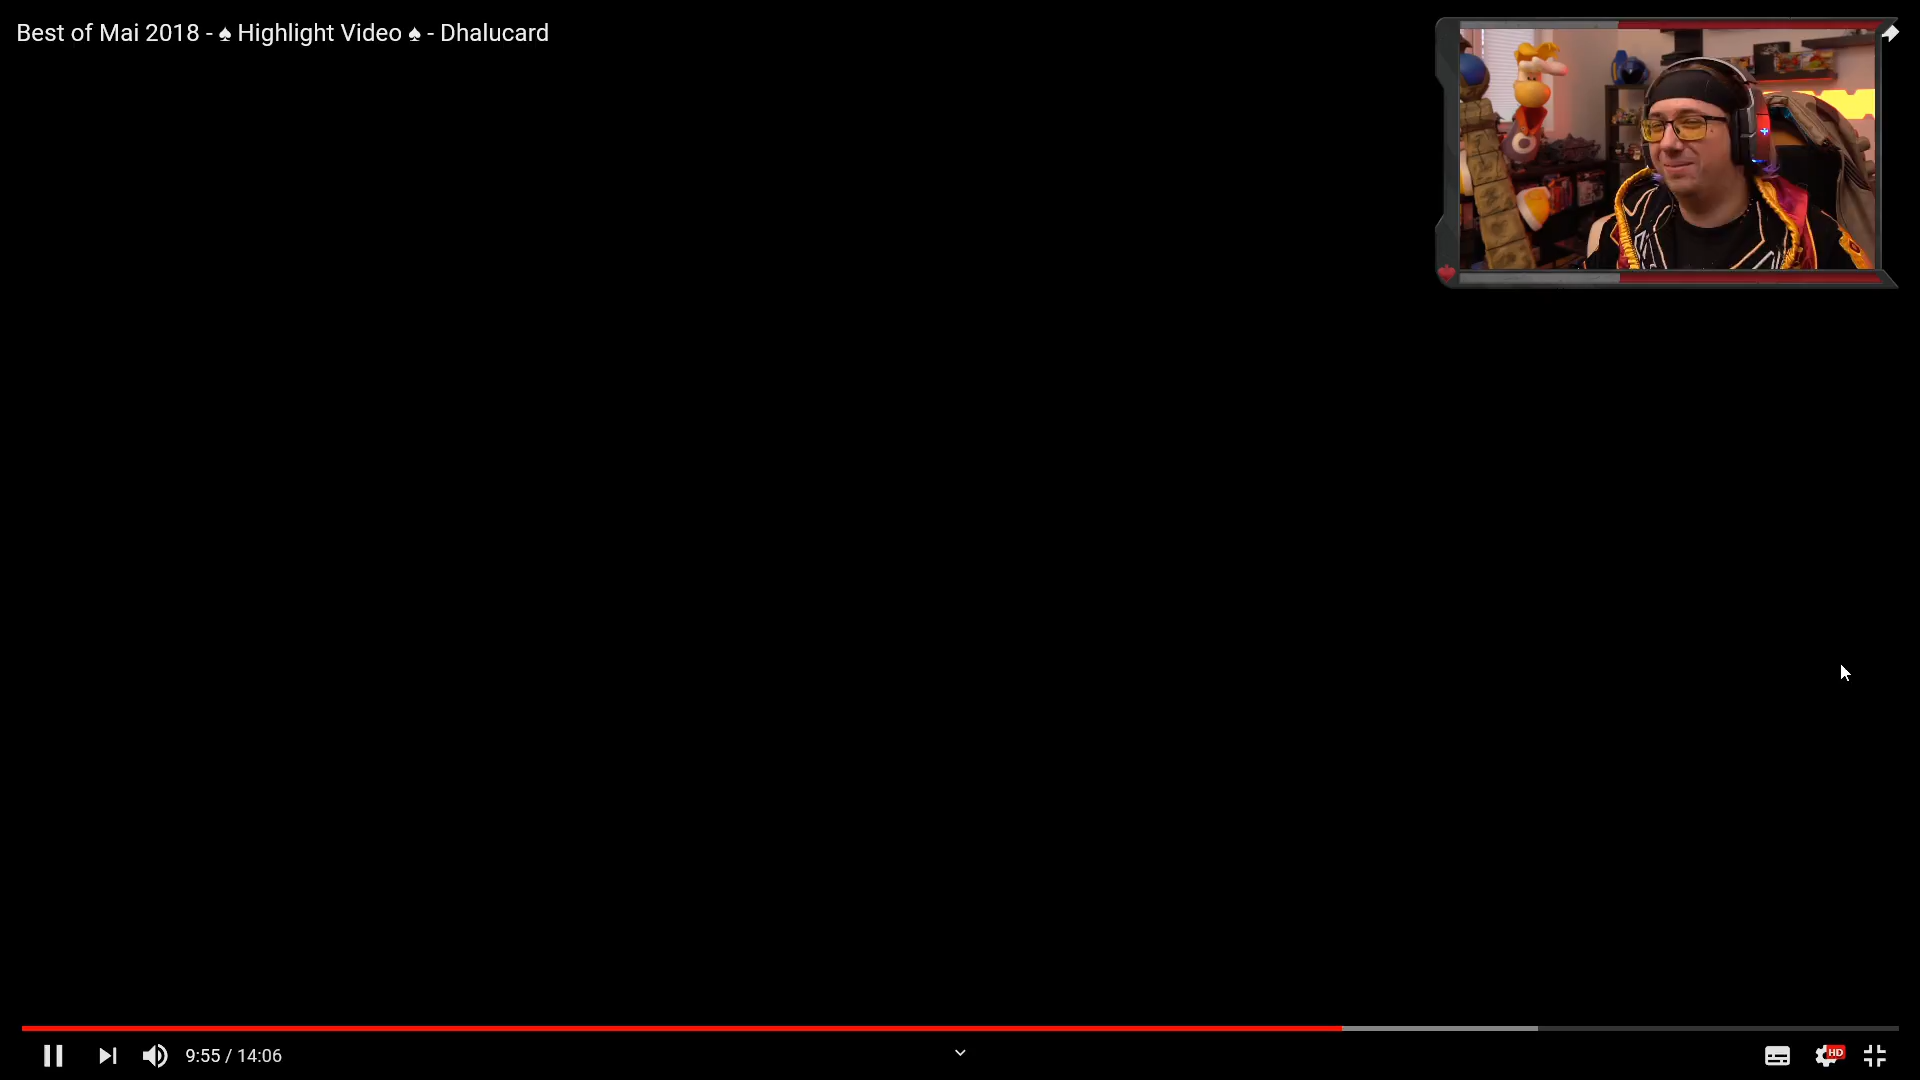 Best of Mai 2018 - ♠ Highlight Video ♠ - Dhalucard
9:55 / 14:06
HD